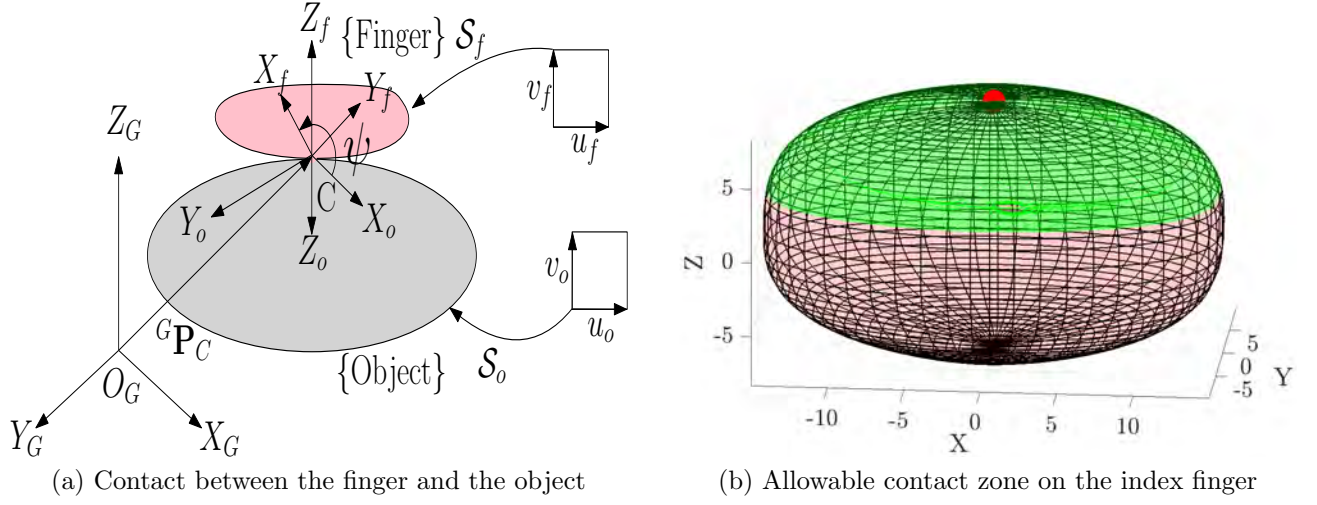 Z_f
{Finger} S_f
X_f
Y_f
v_f
u_f
Z_G
ψ
C
Y_o
X_o
Z_o
v_o
u_o
^G P_C
{Object} S_o
O_G
Y_G
X_G
(a) Contact between the finger and the object
5
0
-5
Z
-10
-5
0
5
10
X
5
0
-5
Y
(b) Allowable contact zone on the index finger